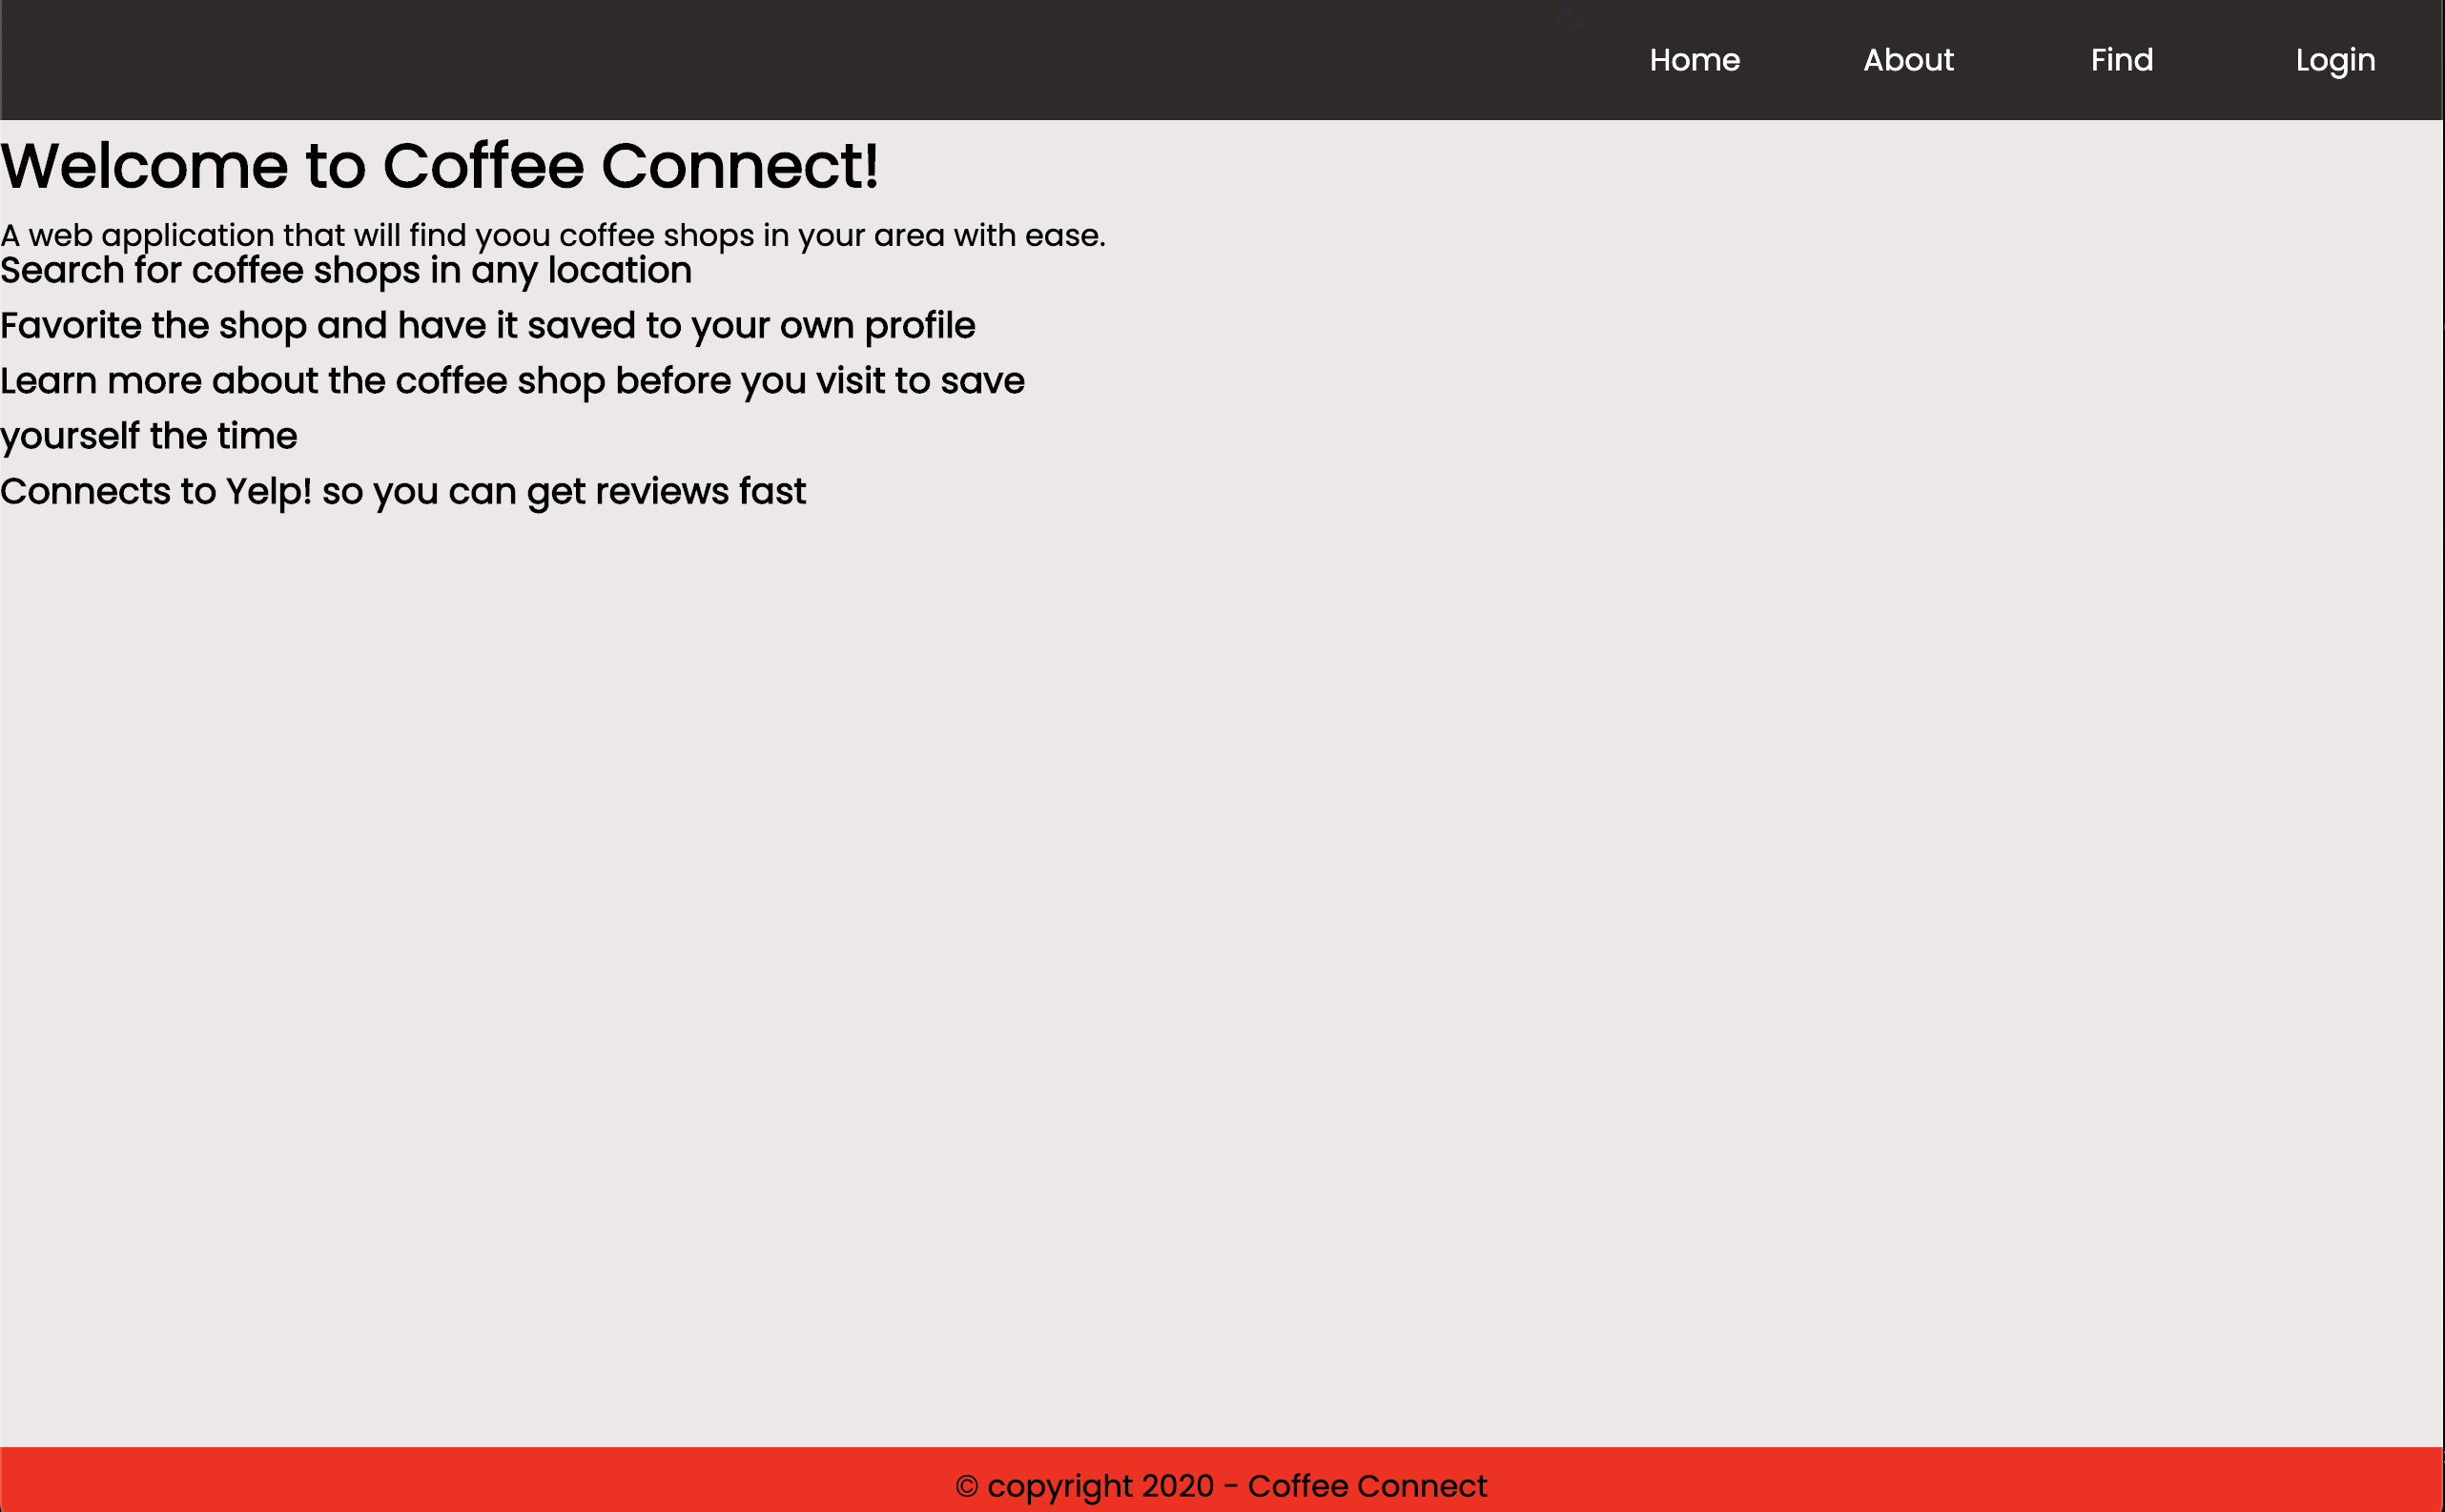 Home About Find Login
Welcome to Coffee Connect!
A web application that will find yoou coffee shops in your area with ease.
Search for coffee shops in any location
Favorite the shop and have it saved to your own profile
Learn more about the coffee shop before you visit to save
yourself the time
Connects to Yelp! so you can get reviews fast
© copyright 2020 - Coffee Connect